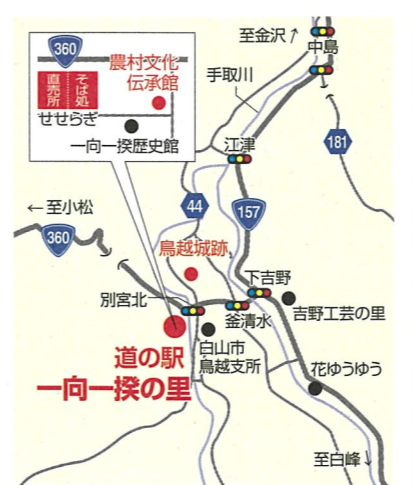 360
農村文化
伝承館
直売所
そば処
せせらぎ
一向一揆歴史館
至金沢↑
中島
手取川
江津
181
44
157
←至小松
360
鳥越城跡
下吉野
別宮北
釜清水
吉野工芸の里
白山市
鳥越支所
道の駅
一向一揆の里
花ゆうゆう
至白峰↓